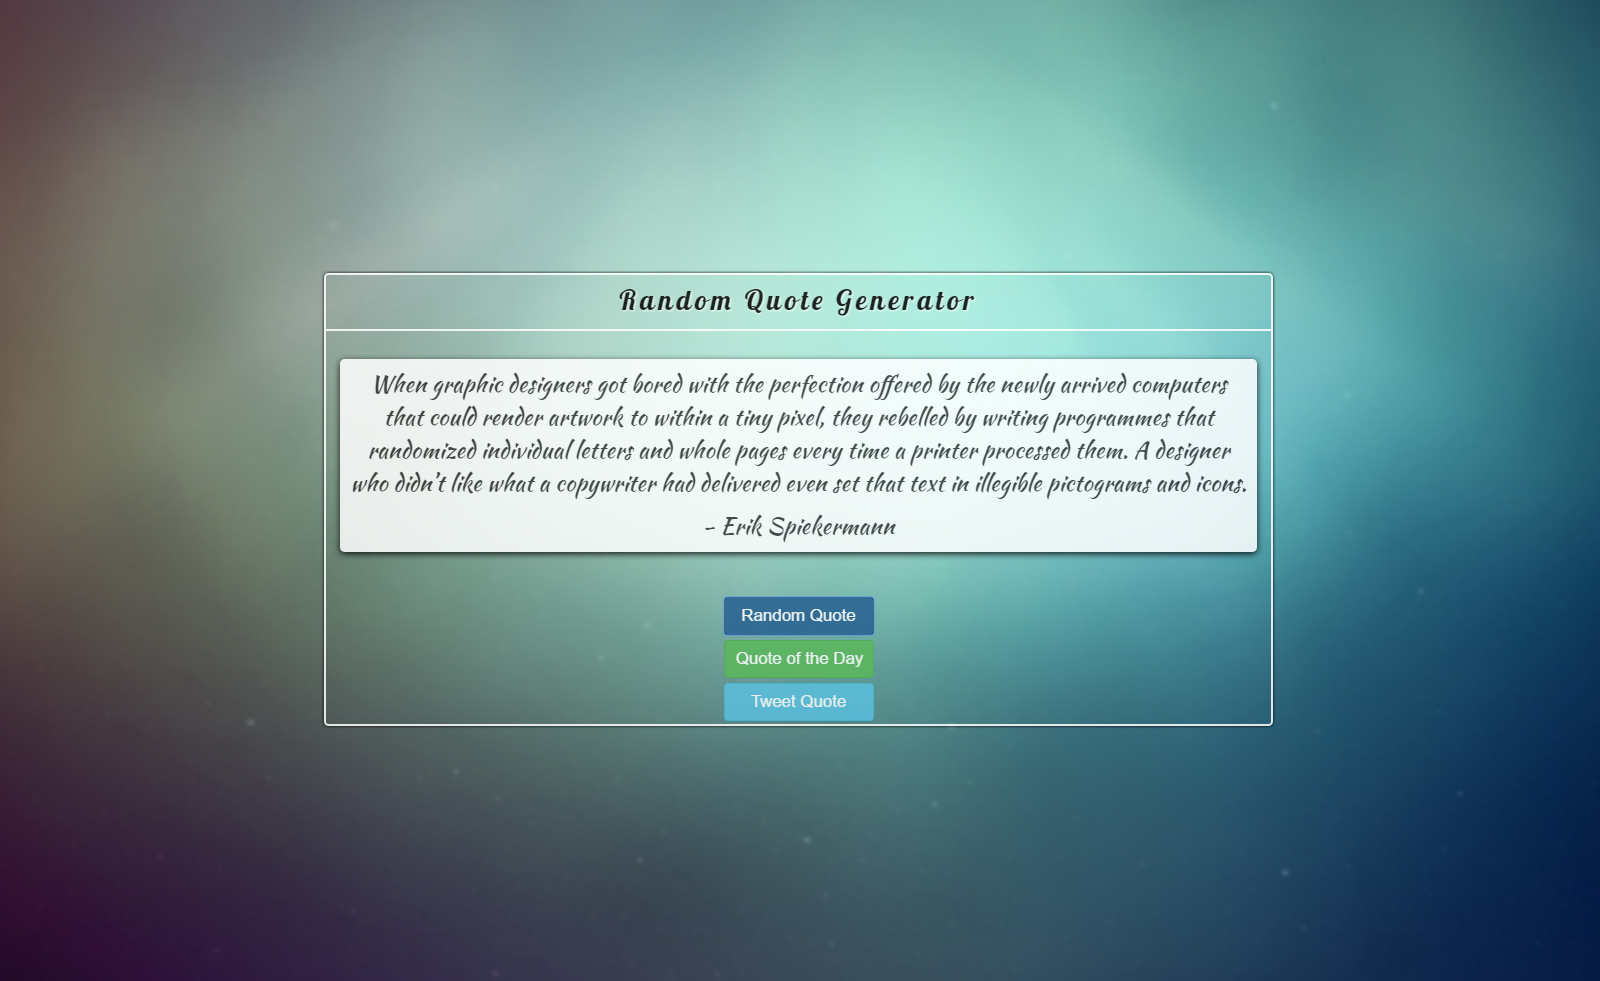 Random Quote Generator
When graphic designers got bored with the perfection offered by the newly arrived computers
that could render artwork to within a tiny pixel, they rebelled by writing programmes that
randomized individual letters and whole pages every time a printer processed them. A designer
who didn't like what a copywriter had delivered even set that text in illegible pictograms and icons.
- Erik Spiekermann
Random Quote
Quote of the Day
Tweet Quote